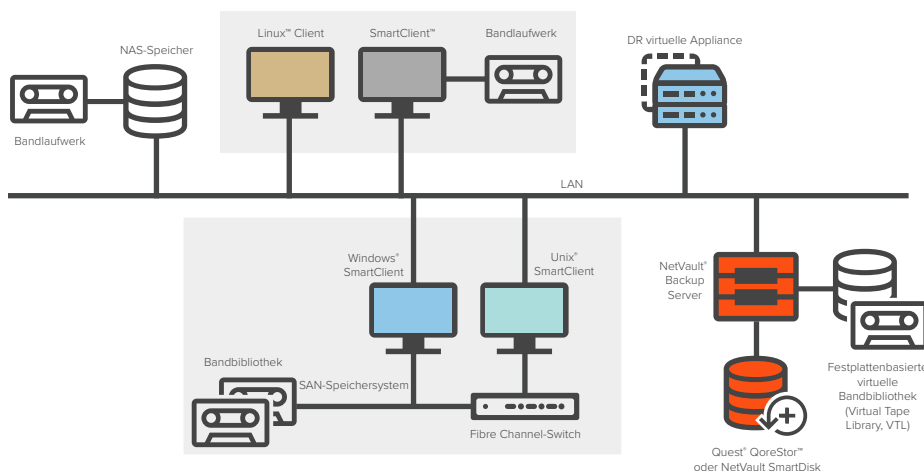 Linux™ Client
SmartClient™
Bandlaufwerk
DR virtuelle Appliance
NAS-Speicher
Bandlaufwerk
LAN
Windows®
SmartClient
Unix®
SmartClient
NetVault®
Backup
Server
Bandbibliothek
SAN-Speichersystem
Fibre Channel-Switch
Festplattenbasierte
virtuelle
Bandbibliothek
(Virtual Tape
Library, VTL)
Quest® QoreStor™
oder NetVault SmartDisk